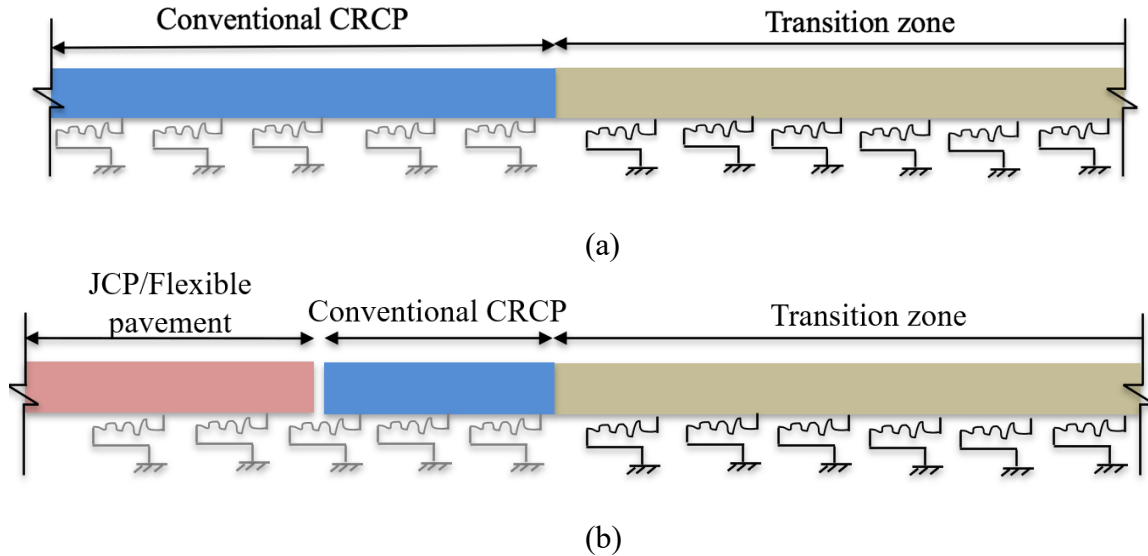 Conventional CRCP
Transition zone
(a)
JCP/Flexible
pavement
Conventional CRCP
Transition zone
(b)